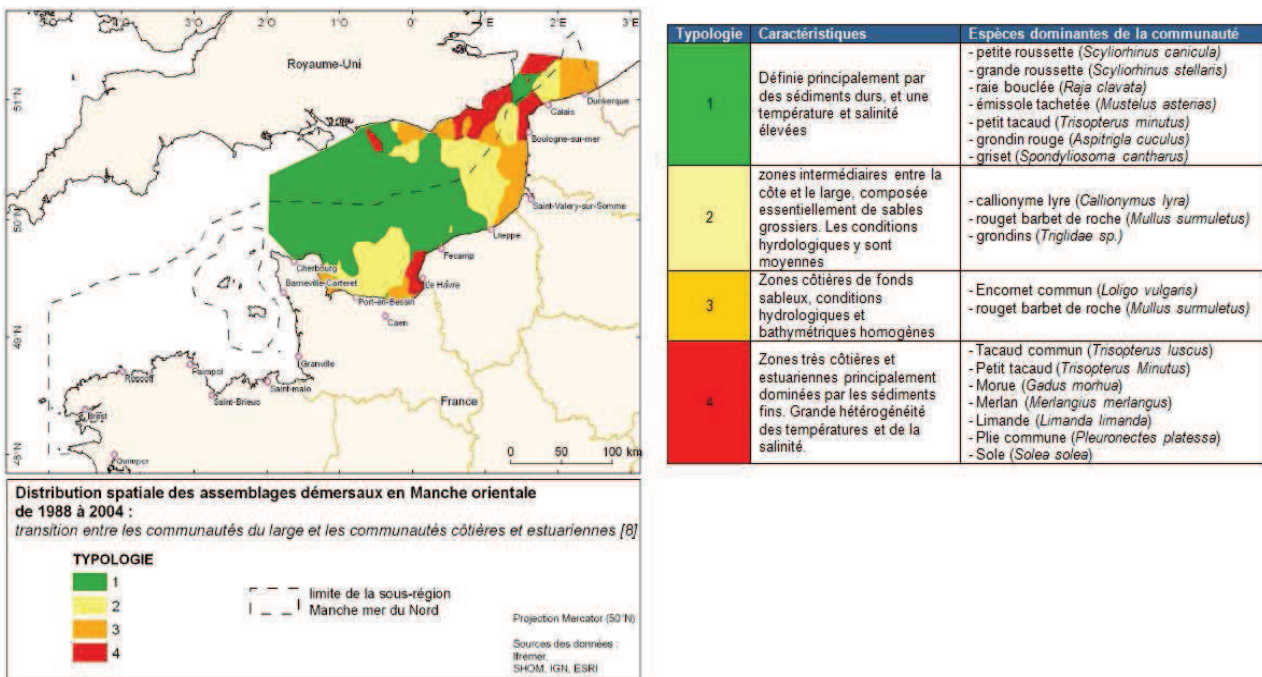 5°O 4°O 3°O 2°O 1°O 0° 1°E 2°E 3°E
Royaume-Uni
51°N
Dunkerque
Calais
Boulogne-sur-mer
50°N
Saint-Valery-sur-Somme
Dieppe
Fecamp
Cherbourg
Le Havre
Barneville-Carteret
Port-en-Bessin
Caen
49°N
Granville
Paimpol
Roscoff
Saint-malo
Saint-Brieuc
France
Brest
48°N
Quimper
0 50 100 km
Distribution spatiale des assemblages démersaux en Manche orientale
de 1988 à 2004 :
transition entre les communautés du large et les communautés côtières et estuariennes [8]
TYPOLOGIE
1
2
3
4
limite de la sous-région
Manche mer du Nord
Projection Mercator (50°N)
Sources des données :
Ifremer,
SHOM, IGN, ESRI
Typologie Caractéristiques Espèces dominantes de la communauté
1
Définie principalement par
des sédiments durs, et une
température et salinité
élevées
- petite roussette (Scyliorhinus canicula)
- grande roussette (Scyliorhinus stellaris)
- raie bouclée (Raja clavata)
- émissole tachetée (Mustelus asterias)
- petit tacaud (Trisopterus minutus)
- grondin rouge (Aspitrigla cuculus)
- griset (Spondyliosoma cantharus)
2
zones intermédiaires entre la
côte et le large, composée
essentiellement de sables
grossiers. Les conditions
hyrdologiques y sont
moyennes
- callionyme lyre (Callionymus lyra)
- rouget barbet de roche (Mullus surmuletus)
- grondins (Triglidae sp.)
3
Zones côtières de fonds
sableux, conditions
hydrologiques et
bathymétriques homogènes
- Encornet commun (Loligo vulgaris)
- rouget barbet de roche (Mullus surmuletus)
4
Zones très côtières et
estuariennes principalement
dominées par les sédiments
fins. Grande hétérogénéité
des températures et de la
salinité.
- Tacaud commun (Trisopterus luscus)
- Petit tacaud (Trisopterus Minutus)
- Morue (Gadus morhua)
- Merlan (Merlangius merlangus)
- Limande (Limanda limanda)
- Plie commune (Pleuronectes platessa)
- Sole (Solea solea)